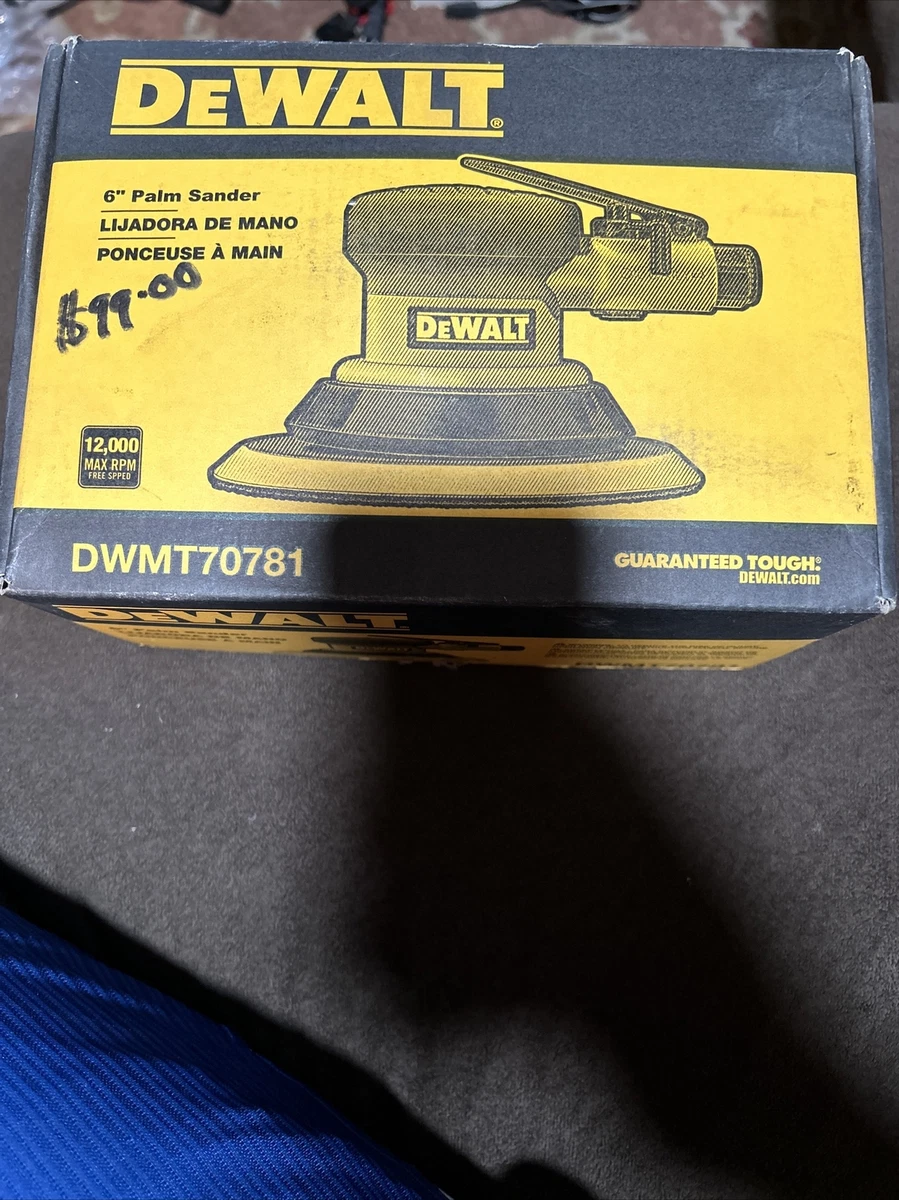 DEWALT®
6" Palm Sander
LIJADORA DE MANO
PONCEUSE À MAIN
$99.00
DEWALT
12,000
MAX RPM
FREE SPPED
DWMT70781
GUARANTEED TOUGH.®
DEWALT.com
DEWALT